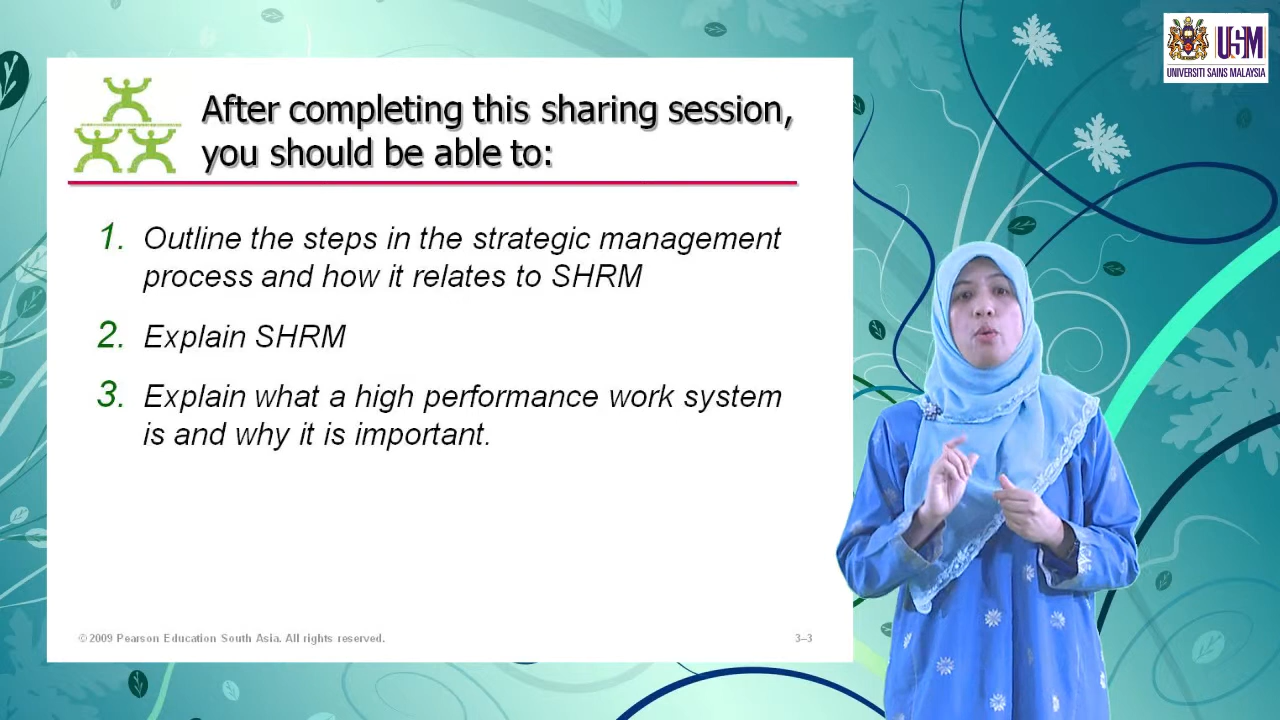 After completing this sharing session,
you should be able to:
1. Outline the steps in the strategic management
process and how it relates to SHRM
2. Explain SHRM
3. Explain what a high performance work system
is and why it is important.
© 2009 Pearson Education South Asia. All rights reserved.
3–3
USM
UNIVERSITI SAINS MALAYSIA